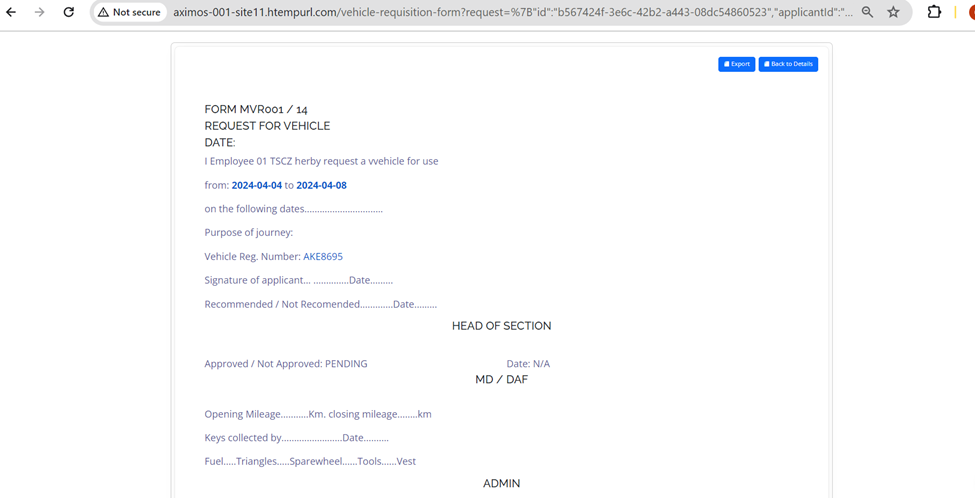 Not secure aximos-001-site11.htempurl.com/vehicle-requisition-form?request=%7B"id":"b567424f-3e6c-42b2-a443-08dc54860523","applicantId":"...
Export Back to Details
FORM MVR001 / 14
REQUEST FOR VEHICLE
DATE:
I Employee 01 TSCZ herby request a vvehicle for use
from: 2024-04-04 to 2024-04-08
on the following dates...............................
Purpose of journey:
Vehicle Reg. Number: AKE8695
Signature of applicant... ..............Date.........
Recommended / Not Recomended.............Date.........
HEAD OF SECTION
Approved / Not Approved: PENDING Date: N/A
MD / DAF
Opening Mileage...........Km. closing mileage........km
Keys collected by........................Date..........
Fuel.....Triangles.....Sparewheel......Tools......Vest
ADMIN